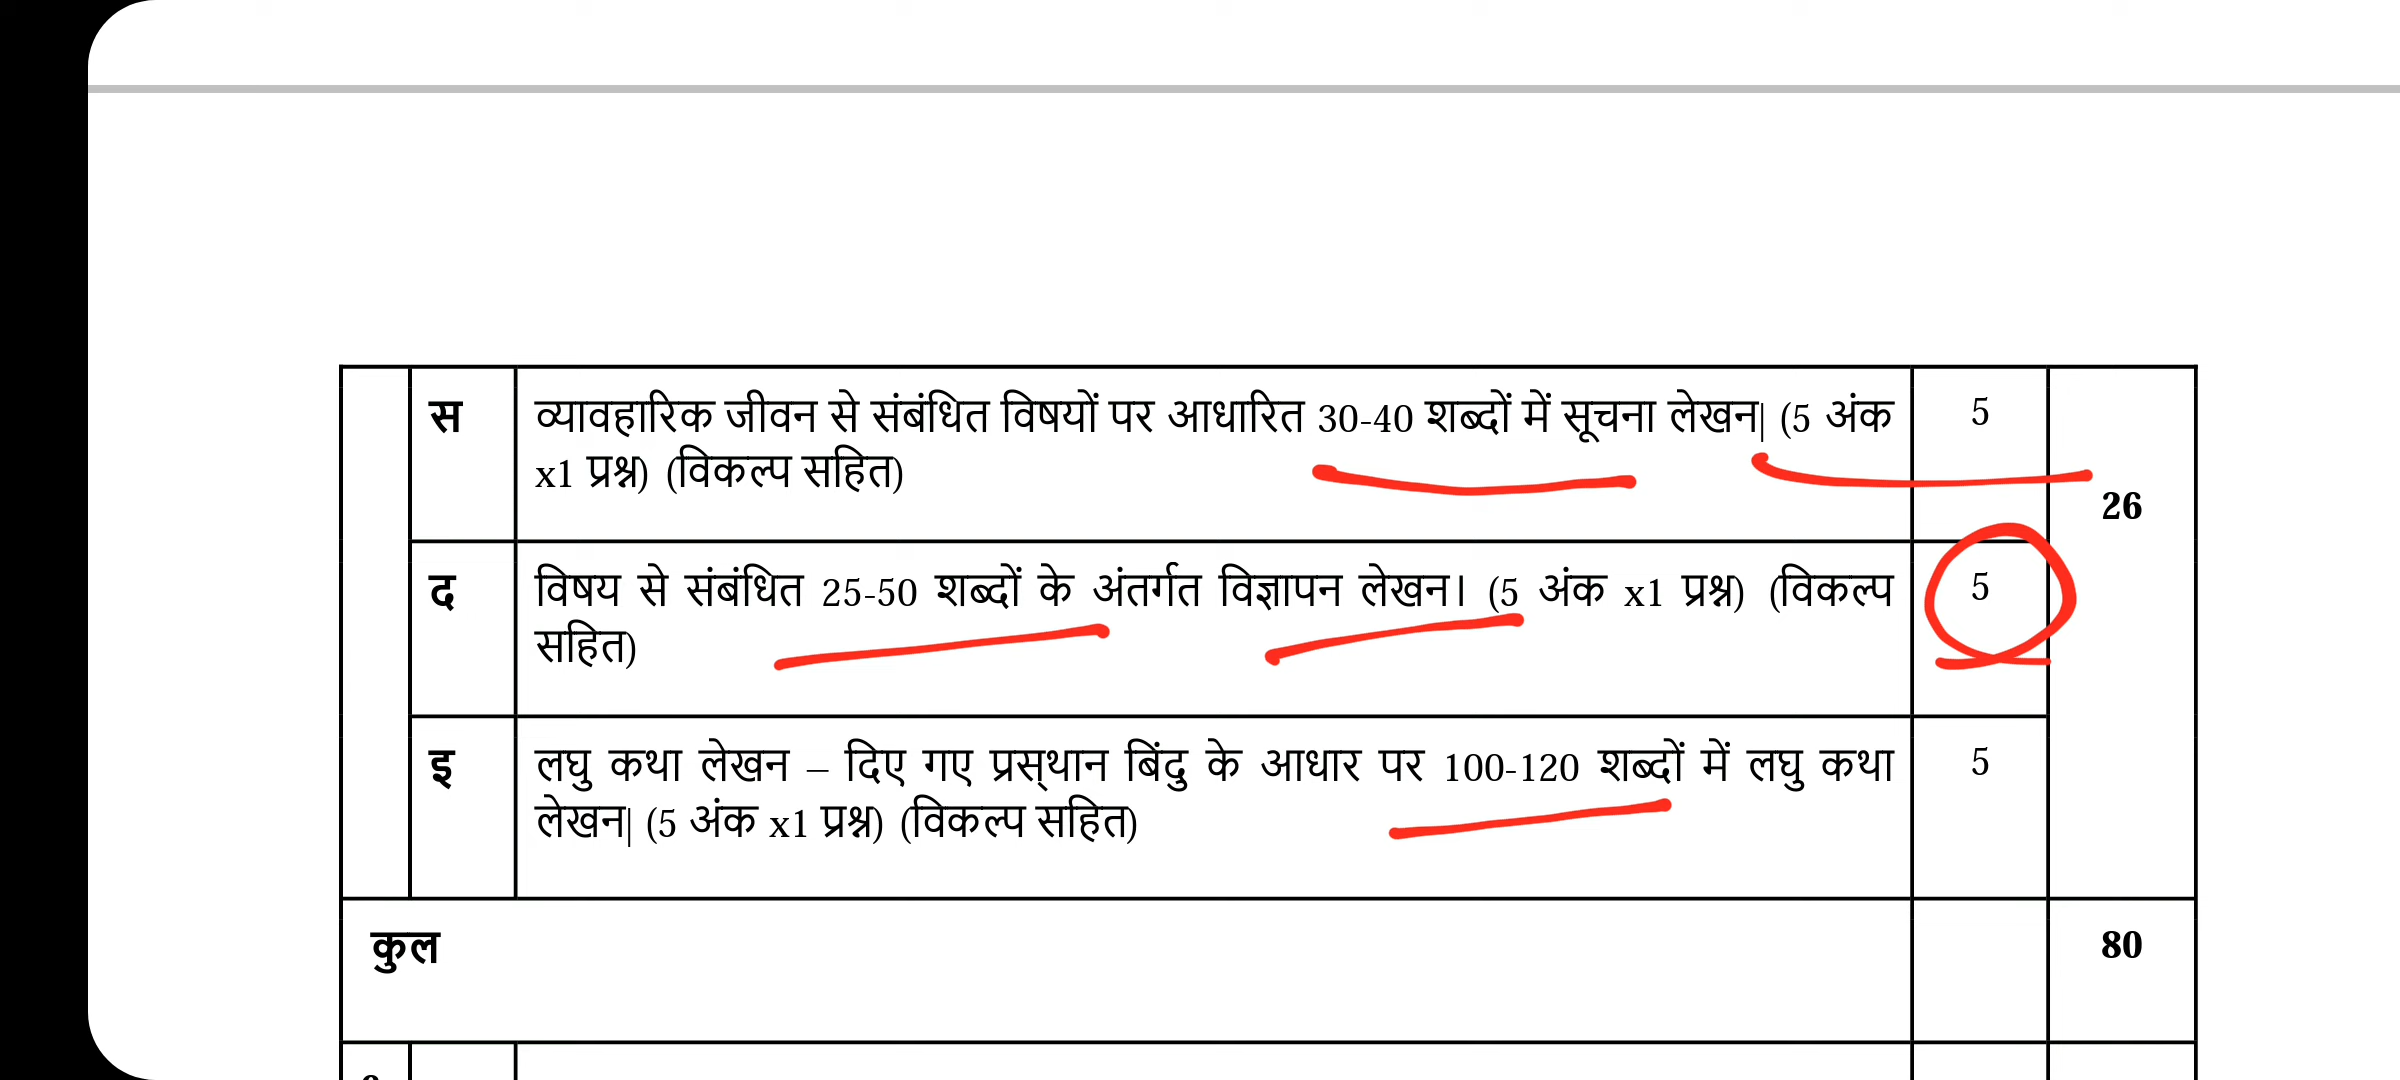 स व्यावहारिक जीवन से संबंधित विषयों पर आधारित 30-40 शब्दों में सूचना लेखन| (5 अंक 5
x1 प्रश्न) (विकल्प सहित)
26
द विषय से संबंधित 25-50 शब्दों के अंतर्गत विज्ञापन लेखन। (5 अंक x1 प्रश्न) (विकल्प 5
सहित)
इ लघु कथा लेखन – दिए गए प्रस्थान बिंदु के आधार पर 100-120 शब्दों में लघु कथा 5
लेखन| (5 अंक x1 प्रश्न) (विकल्प सहित)
कुल 80